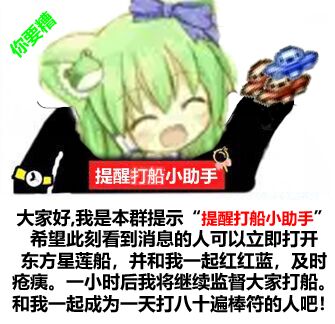 你要糟
提醒打船小助手
大家好,我是本群提示“提醒打船小助手”
希望此刻看到消息的人可以立即打开
东方星莲船，并和我一起红红蓝，及时
疮痍。一小时后我将继续监督大家打船。
和我一起成为一天打八十遍棒符的人吧！